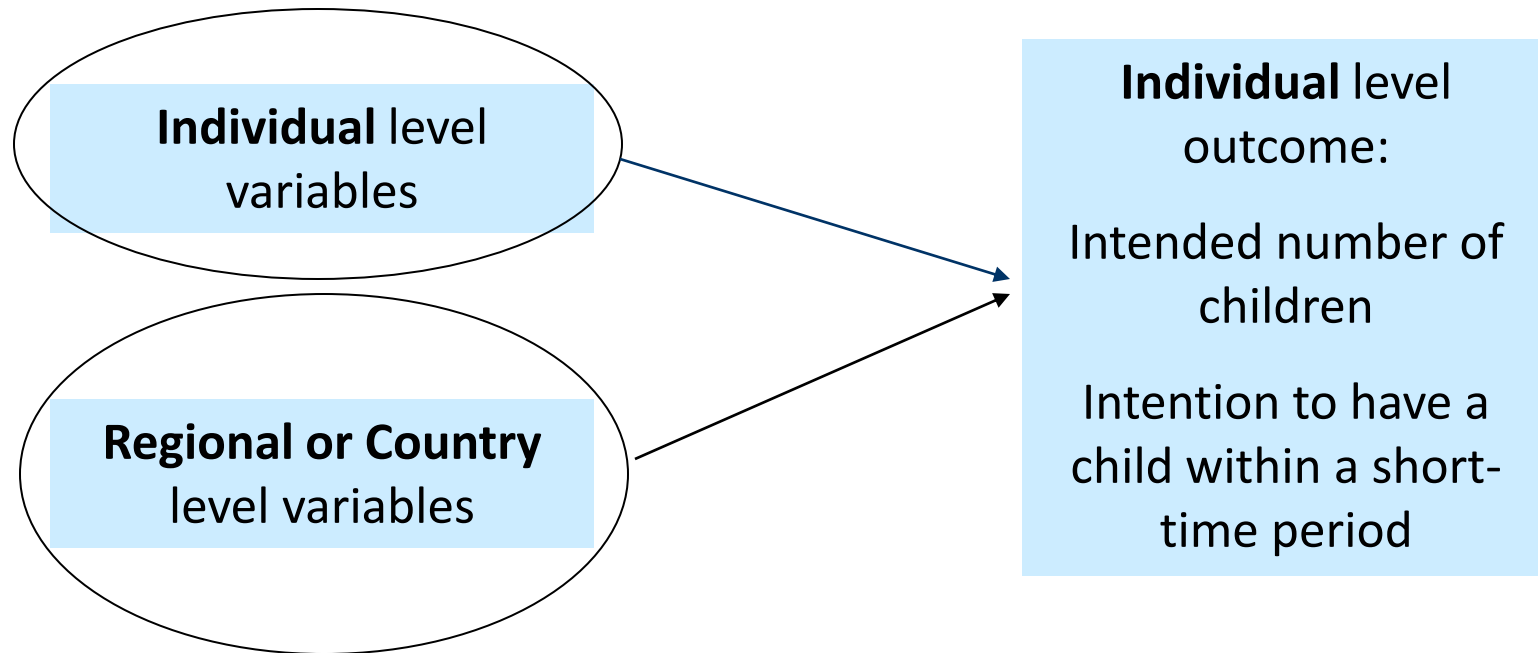 Individual level
variables
Regional or Country
level variables
Individual level
outcome:
Intended number of
children
Intention to have a
child within a short-
time period